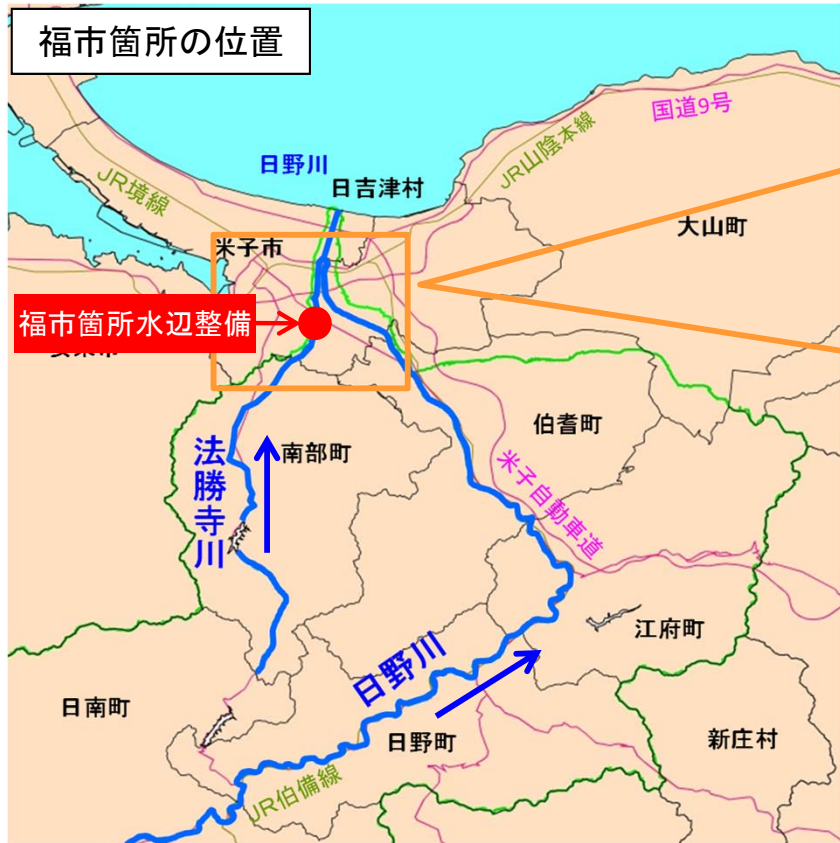 福市箇所の位置
国道9号
日野川
JR山陰本線
日吉津村
JR境線
大山町
米子市
福市箇所水辺整備
伯耆町
法勝寺川
南部町
米子自動車道
江府町
日野川
日南町
日野町
新庄村
JR伯備線